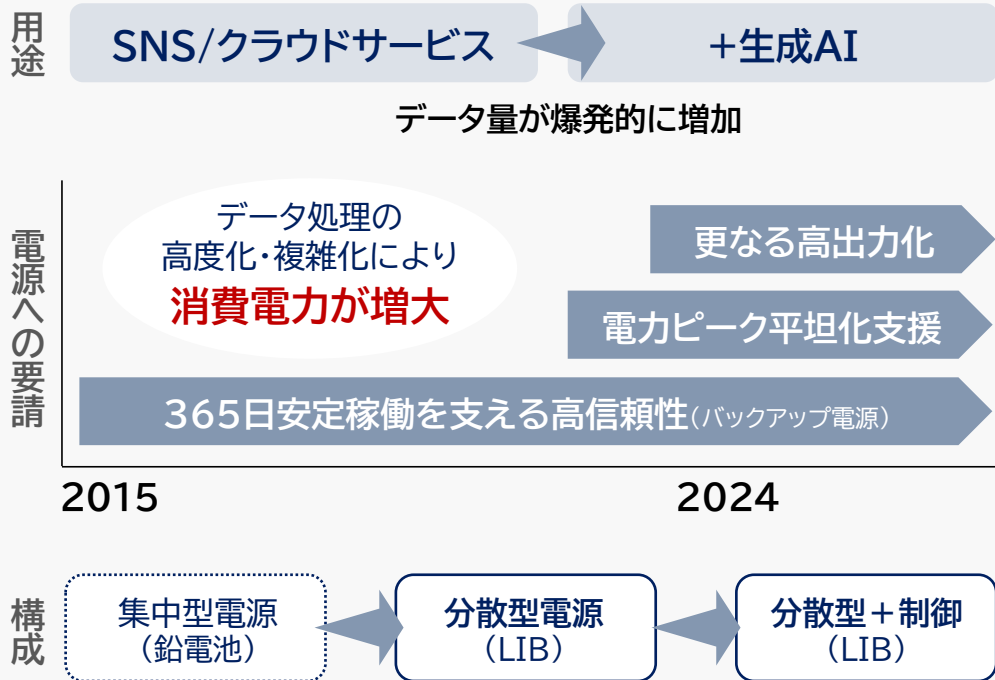 用途
SNS/クラウドサービス
+生成AI
データ量が爆発的に増加
電源への要請
データ処理の
高度化・複雑化により
消費電力が増大
更なる高出力化
電力ピーク平坦化支援
365日安定稼働を支える高信頼性(バックアップ電源)
2015
2024
構成
集中型電源
(鉛電池)
分散型電源
(LIB)
分散型+制御
(LIB)